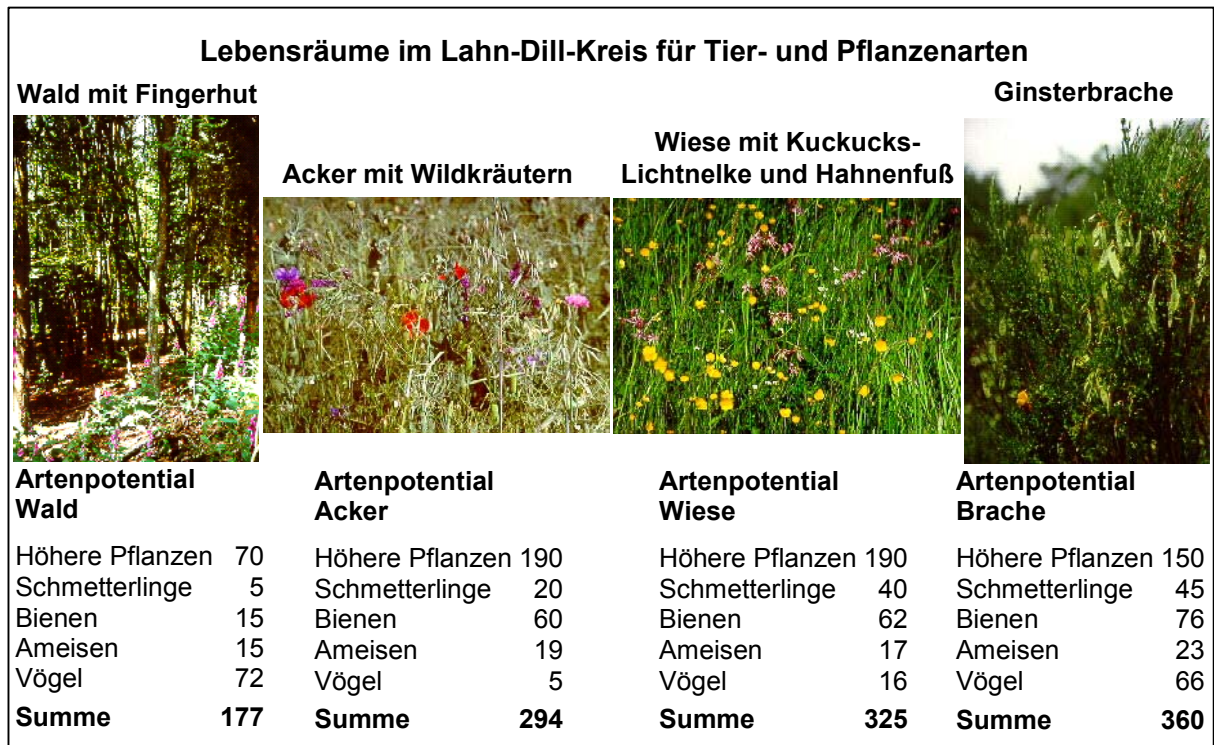 Lebensräume im Lahn-Dill-Kreis für Tier- und Pflanzenarten
Wald mit Fingerhut
Acker mit Wildkräutern
Wiese mit Kuckucks-
Lichtnelke und Hahnenfuß
Ginsterbrache
Artenpotential
Wald
Höhere Pflanzen 70
Schmetterlinge 5
Bienen 15
Ameisen 15
Vögel 72
Summe 177
Artenpotential
Acker
Höhere Pflanzen 190
Schmetterlinge 20
Bienen 60
Ameisen 19
Vögel 5
Summe 294
Artenpotential
Wiese
Höhere Pflanzen 190
Schmetterlinge 40
Bienen 62
Ameisen 17
Vögel 16
Summe 325
Artenpotential
Brache
Höhere Pflanzen 150
Schmetterlinge 45
Bienen 76
Ameisen 23
Vögel 66
Summe 360